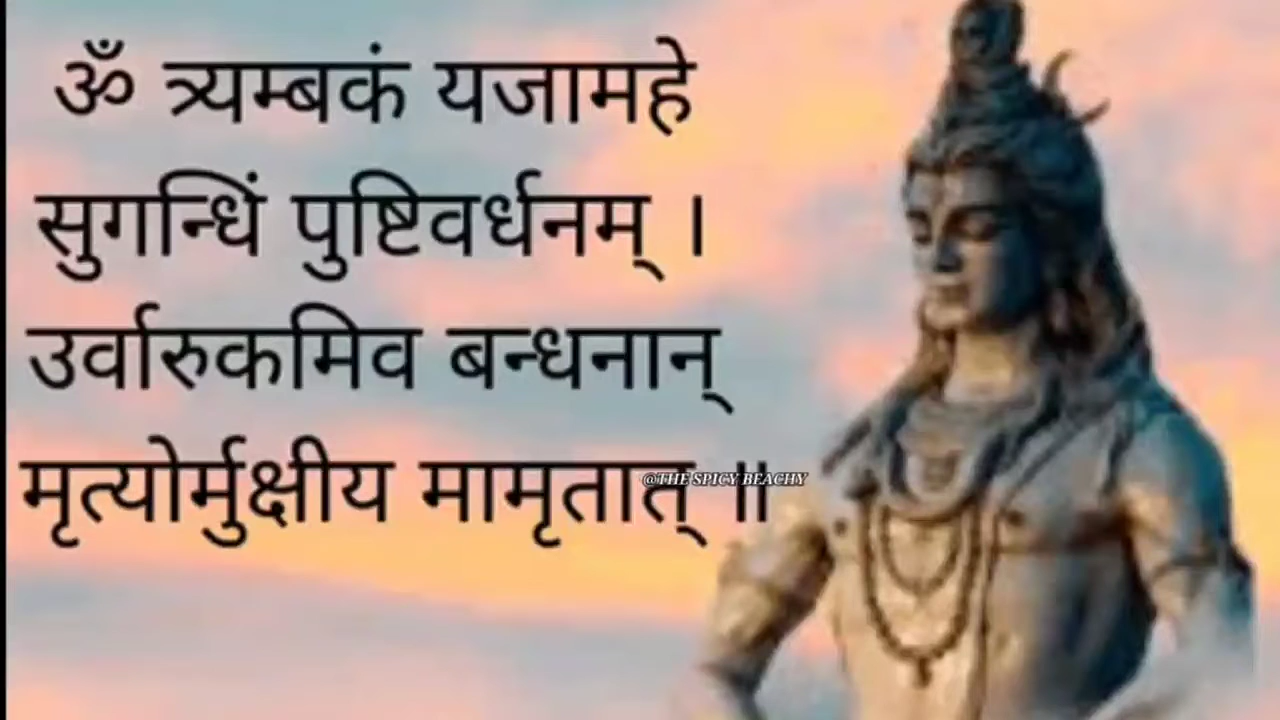 ॐ त्र्यम्बकं यजामहे
सुगन्धिं पुष्टिवर्धनम् ।
उर्वारुकमिव बन्धनान्
मृत्योर्मुक्षीय मामृतात् ॥
@THE SPICY BEACHY